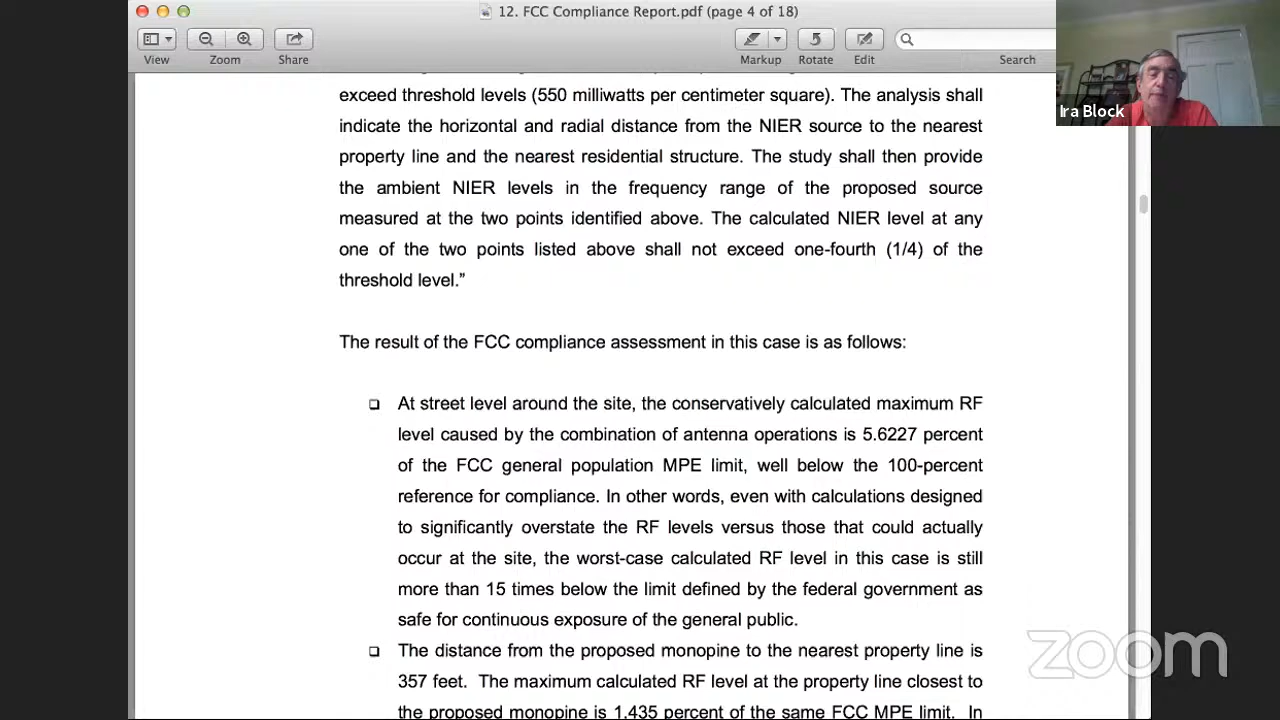 12. FCC Compliance Report.pdf (page 4 of 18)
View
Zoom
Share
Markup
Rotate
Edit
Search
Ira Block
exceed threshold levels (550 milliwatts per centimeter square). The analysis shall
indicate the horizontal and radial distance from the NIER source to the nearest
property line and the nearest residential structure. The study shall then provide
the ambient NIER levels in the frequency range of the proposed source
measured at the two points identified above. The calculated NIER level at any
one of the two points listed above shall not exceed one-fourth (1/4) of the
threshold level.”
The result of the FCC compliance assessment in this case is as follows:
At street level around the site, the conservatively calculated maximum RF
level caused by the combination of antenna operations is 5.6227 percent
of the FCC general population MPE limit, well below the 100-percent
reference for compliance. In other words, even with calculations designed
to significantly overstate the RF levels versus those that could actually
occur at the site, the worst-case calculated RF level in this case is still
more than 15 times below the limit defined by the federal government as
safe for continuous exposure of the general public.
The distance from the proposed monopine to the nearest property line is
357 feet. The maximum calculated RF level at the property line closest to
the proposed monopine is 1.435 percent of the same FCC MPE limit. In
zoom